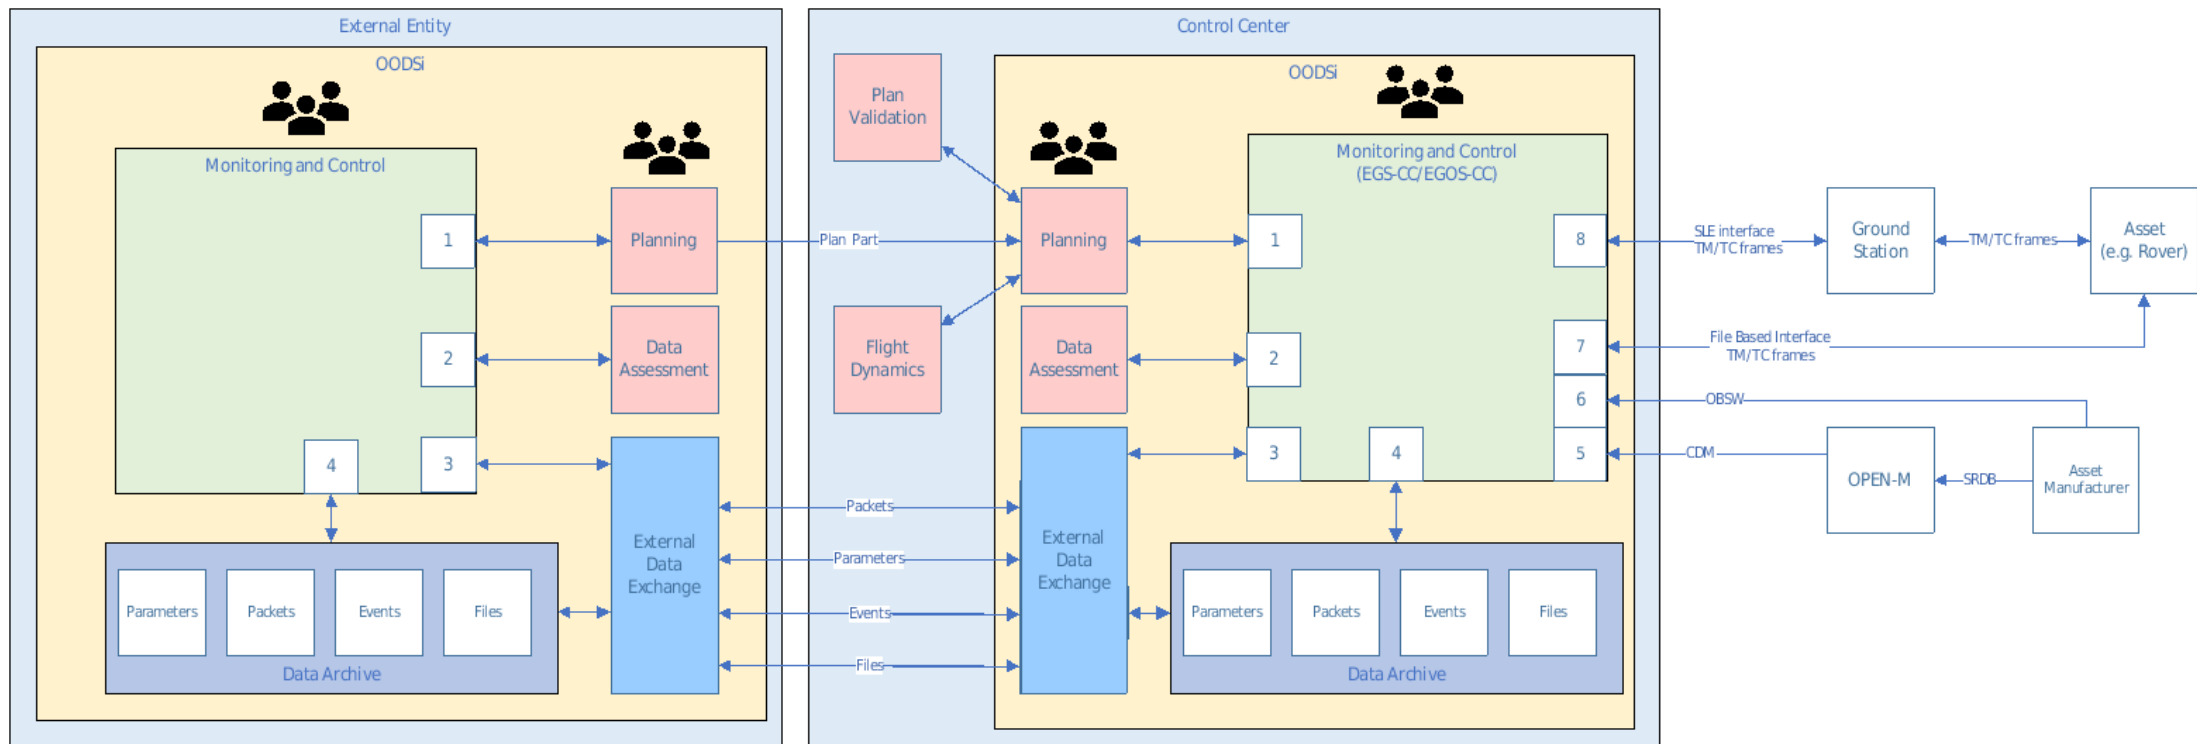 External Entity
OODSi
Monitoring and Control
1
2
3
4
Planning
Data
Assessment
External
Data
Exchange
Parameters
Packets
Events
Files
Data Archive
Plan Part
Packets
Parameters
Events
Files
Control Center
Plan
Validation
Flight
Dynamics
OODSi
Planning
Data
Assessment
External
Data
Exchange
Monitoring and Control
(EGS-CC/EGOS-CC)
1
2
3
4
8
7
6
5
Parameters
Packets
Events
Files
Data Archive
SLE interface
TM/TC frames
Ground
Station
TM/TC frames
Asset
(e.g. Rover)
File Based Interface
TM/TC frames
OBSW
CDM
OPEN-M
SRDB
Asset
Manufacturer